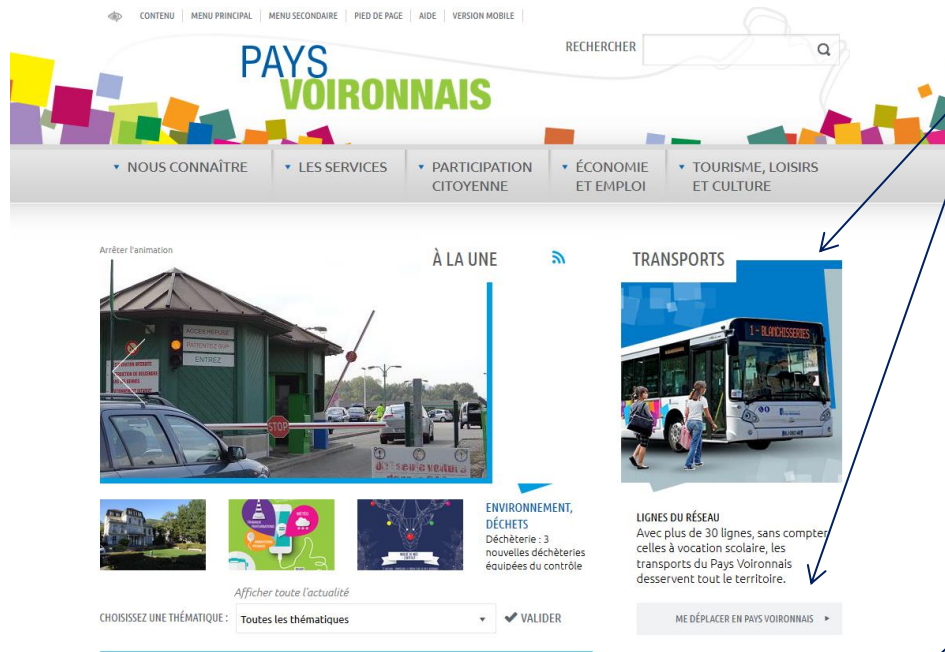 CONTENU MENU PRINCIPAL MENU SECONDAIRE PIED DE PAGE AIDE VERSION MOBILE
RECHERCHER
PAYS
VOIRONNAIS
NOUS CONNAÎTRE
LES SERVICES
PARTICIPATION
CITOYENNE
ÉCONOMIE
ET EMPLOI
TOURISME, LOISIRS
ET CULTURE
Arrêter l'animation
À LA UNE
ACCES REFUSE
PATIENTEZ SVP
ENTREZ
STOP
TRANSPORTS
1 - BLANCHISSERIES
ENVIRONNEMENT,
DÉCHETS
Déchèterie : 3
nouvelles déchèteries
équipées du contrôle
LIGNES DU RÉSEAU
Avec plus de 30 lignes, sans compter
celles à vocation scolaire, les
transports du Pays Voironnais
desservent tout le territoire.
Afficher toute l'actualité
CHOISISSEZ UNE THÉMATIQUE : Toutes les thématiques VALIDER
ME DÉPLACER EN PAYS VOIRONNAIS